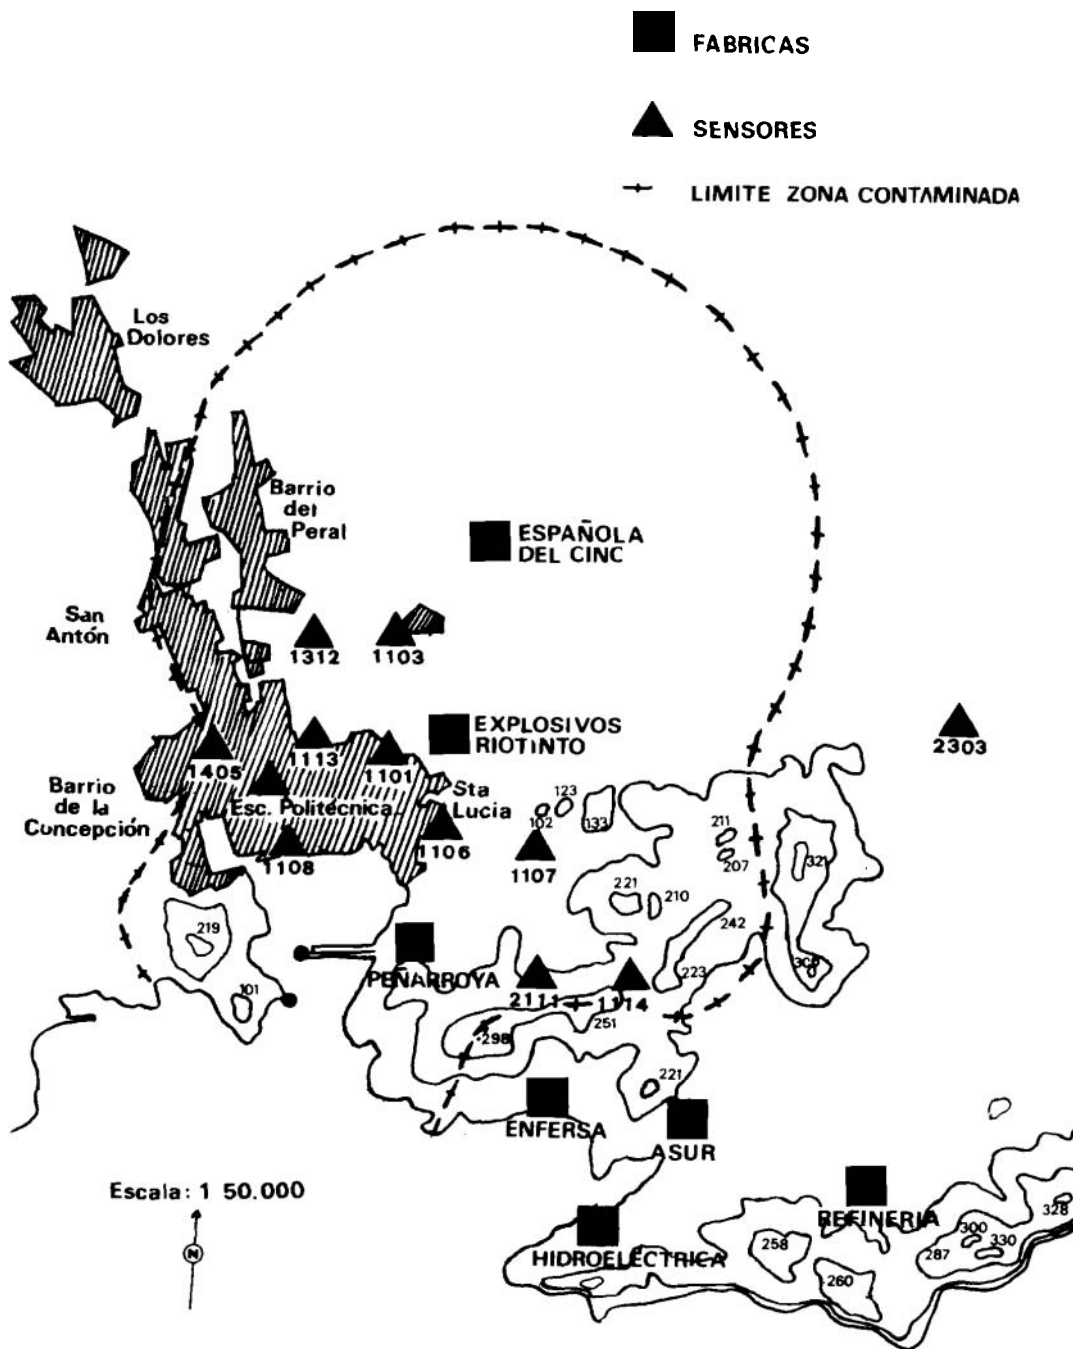 FABRICAS
SENSORES
LIMITE ZONA CONTAMINADA
Los
Dolores
Barrio
del
Peral
ESPAÑOLA
DEL CINC
San
Antón
1312
1103
EXPLOSIVOS
RIOTINTO
2303
1405
1113
1101
Barrio
de la
Concepción
Esc. Politécnica
Sta
Lucia
1106
1108
1107
102
123
133
211
207
321
221
210
242
219
PEÑARROYA
223
306
101
2111
1114
251
298
221
ENFERSA
ASUR
Escala: 1 50.000
N
REFINERIA
HIDROELÉCTRICA
258
260
287
300
330
328